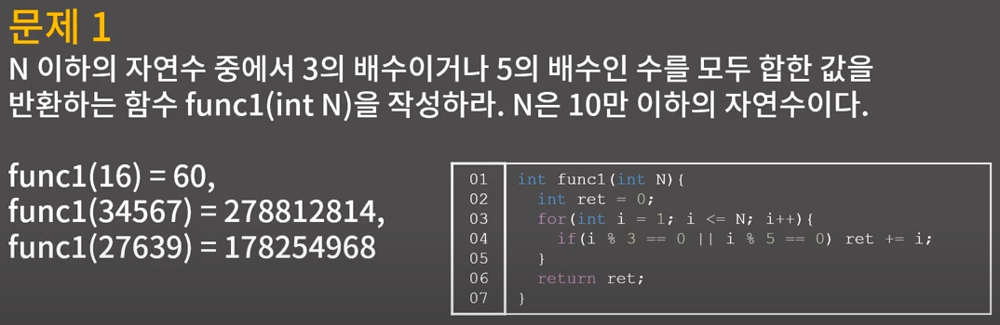 문제 1
N 이하의 자연수 중에서 3의 배수이거나 5의 배수인 수를 모두 합한 값을
반환하는 함수 func1(int N)을 작성하라. N은 10만 이하의 자연수이다.
func1(16) = 60,
func1(34567) = 278812814,
func1(27639) = 178254968
01 int func1(int N){
02 int ret = 0;
03 for(int i = 1; i <= N; i++){
04 if(i % 3 == 0 || i % 5 == 0) ret += i;
05 }
06 return ret;
07 }